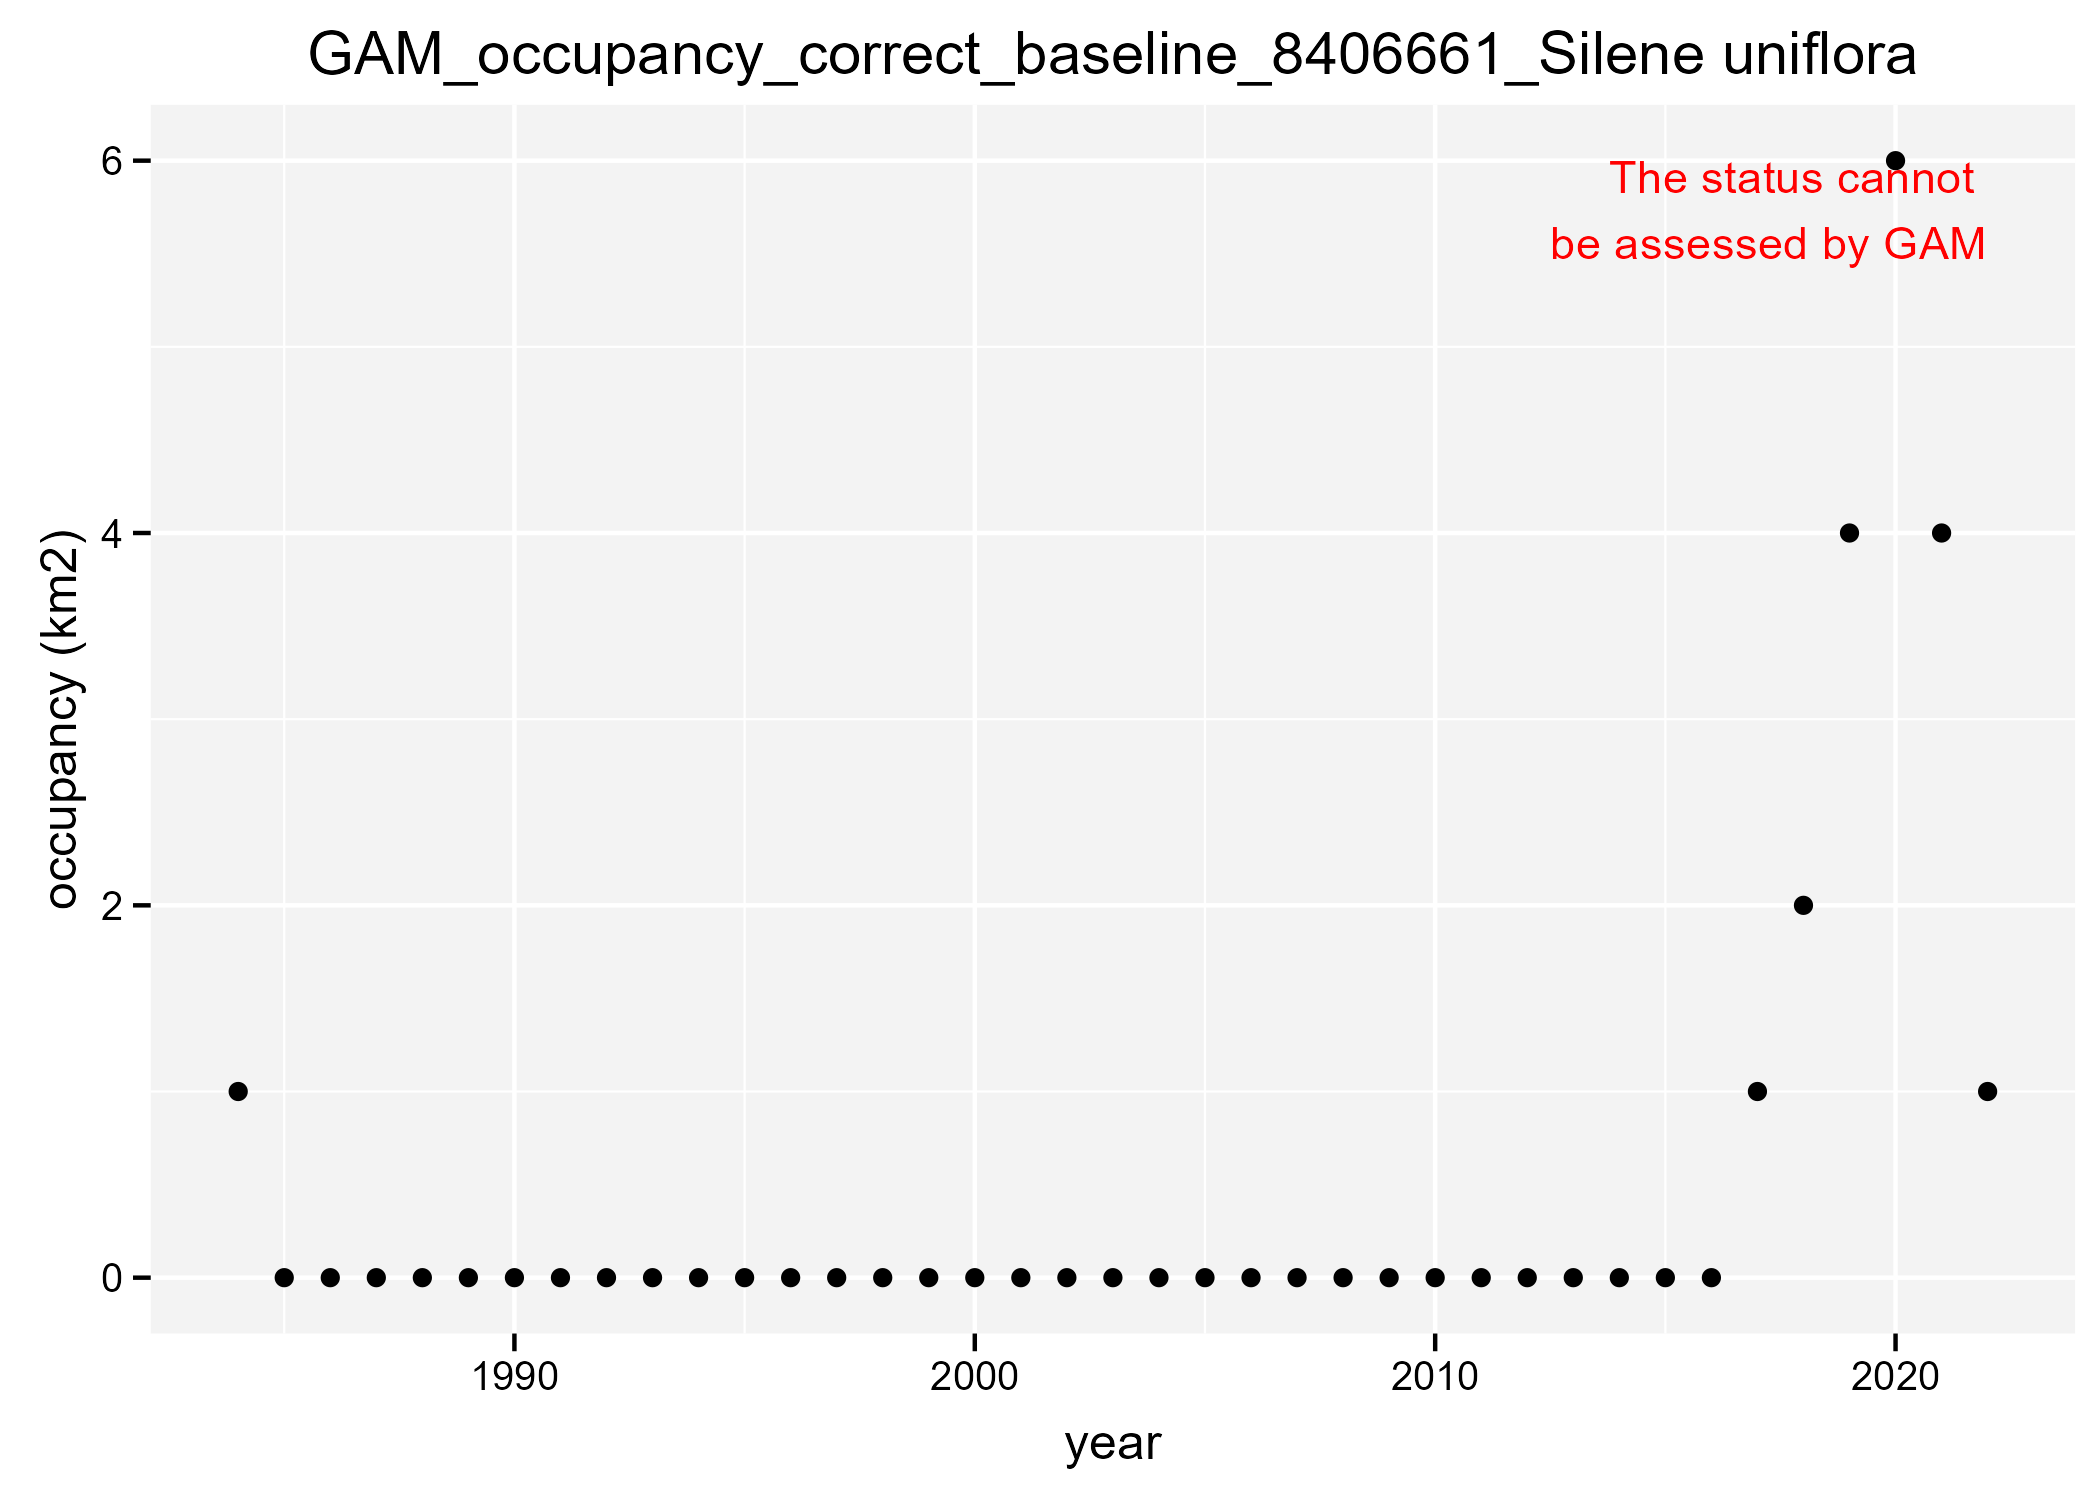 GAM_occupancy_correct_baseline_8406661_Silene uniflora
6
The status cannot
be assessed by GAM
4
occupancy (km2)
2
0
1990 2000 2010 2020
year